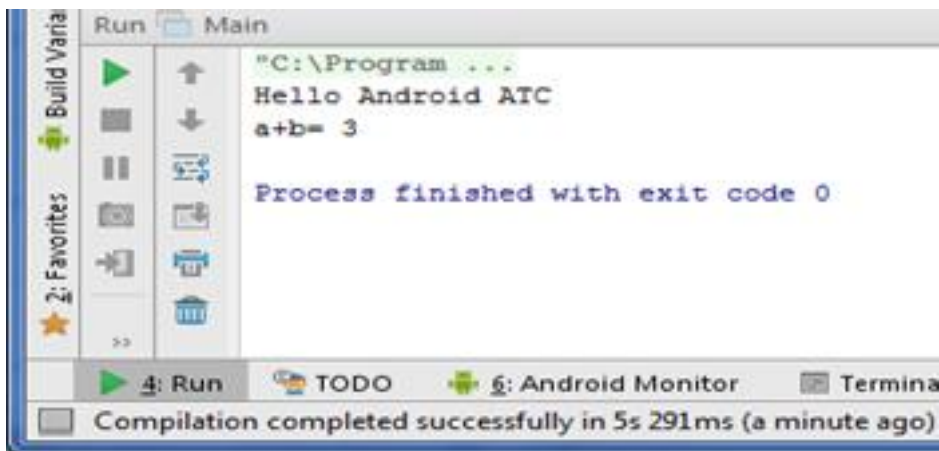 Run Main
Build Varia
2: Favorites
"C:\Program ...
Hello Android ATC
a+b= 3
Process finished with exit code 0
>>
4: Run TODO 6: Android Monitor Termina
Compilation completed successfully in 5s 291ms (a minute ago)